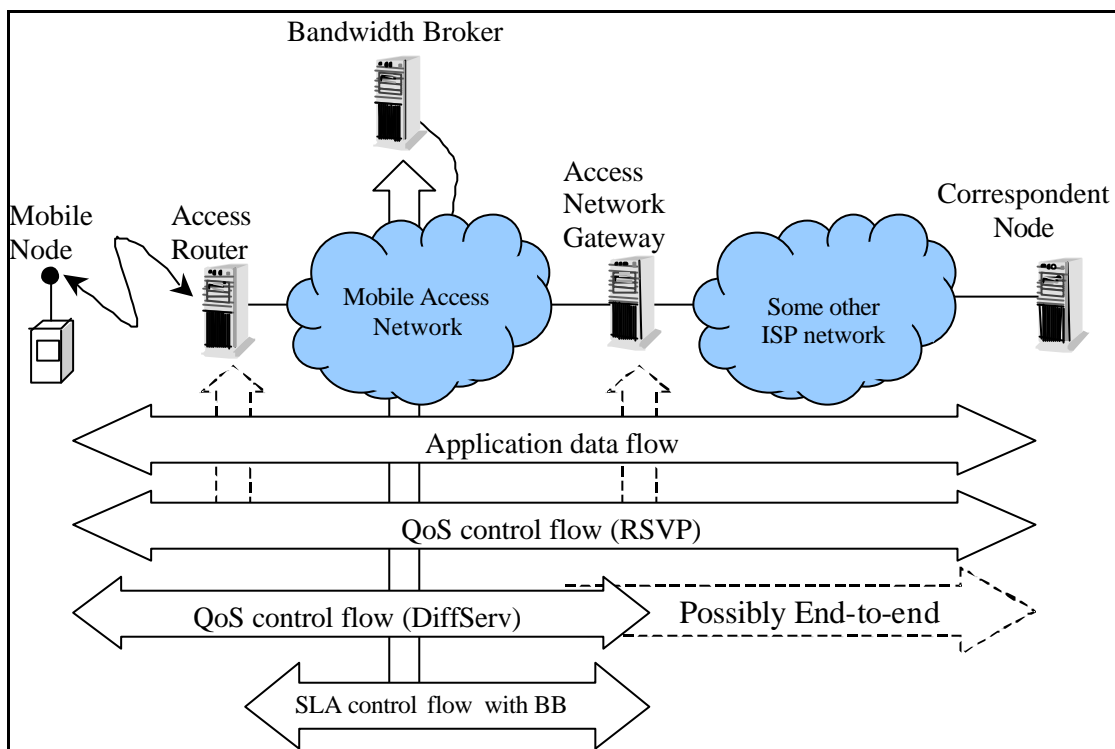 Bandwidth Broker
Mobile
Node
Access
Router
Access
Network
Gateway
Correspondent
Node
Mobile Access
Network
Some other
ISP network
Application data flow
QoS control flow (RSVP)
QoS control flow (DiffServ)
Possibly End-to-end
SLA control flow with BB